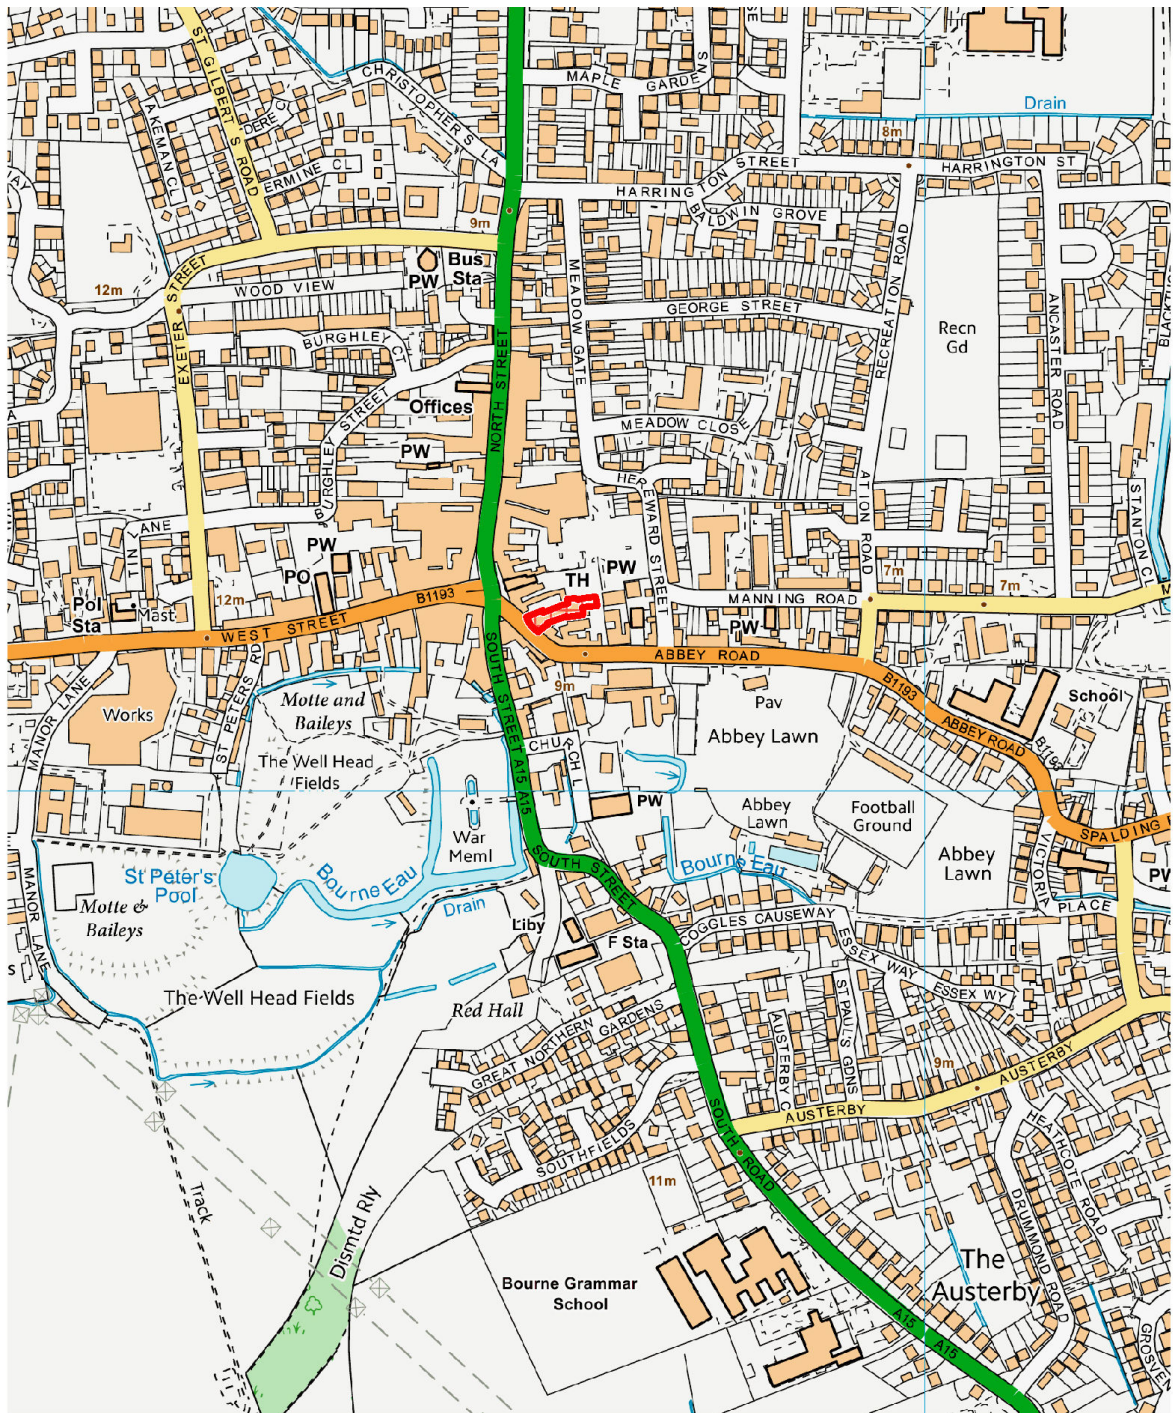 ST GILBERT'S ROAD
CHRISTOPHER'S LA
MAPLE GARDENS
Drain
8m
AKEMAN CL
DERE CL
ERMINE CL
STREET
HARRINGTON ST
HARRINGTON
BALDWIN GROVE
9m
Bus
Sta
PW
12m
WOOD VIEW
EXETER STREET
MEADOW GATE
GEORGE STREET
RECREATION ROAD
Recn
Gd
ANCASTER ROAD
BURGHLEY CT
NORTH STREET
Offices
BURGHLEY STREET
MEADOW CLOSE
PW
HEREWARD STREET
ATION ROAD
STANTON CL
TIN LANE
PW
PO
TH
PW
7m
7m
Pol
Sta
Mast
12m
B1193
MANNING ROAD
PW
WEST STREET
ABBEY ROAD
B1193
MANOR LANE
ST PETERS RD
Motte and
Baileys
SOUTH STREET
9m
Pav
School
ABBEY ROAD
B1193
Works
Abbey Lawn
The Well Head
Fields
CHURCH L
A15
A15
War
Meml
PW
Abbey
Lawn
Football
Ground
SPALDING
SOUTH STREET
Abbey
Lawn
VICTORIA
PLACE
PW
St Peter's
Pool
Bourne Eau
Bourne Eau
MANOR LANE
Motte &
Baileys
Drain
Liby
F Sta
COGGLES CAUSEWAY
ESSEX WAY
ESSEX WY
The Well Head Fields
Red Hall
GREAT NORTHERN
GARDENS
ST PAUL'S GDNS
AUSTERBY C
9m
AUSTERBY
AUSTERBY
SOUTHFIELDS
SOUTH ROAD
HEATHCOTE ROAD
DRUMMOND ROAD
11m
Track
Dismtd Rly
The
Austerby
Bourne Grammar
School
A15
A15
GROSVEN